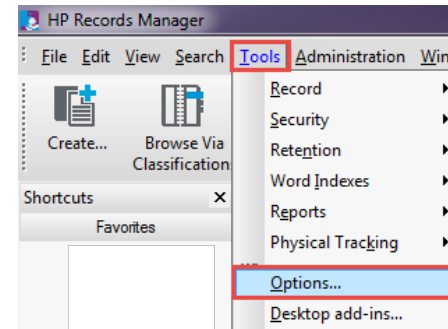 HP Records Manager
File Edit View Search Tools Administration Win
Create...
Browse Via
Classification
Shortcuts X
Favorites
Record
Security
Retention
Word Indexes
Reports
Physical Tracking
Options...
Desktop add-ins...